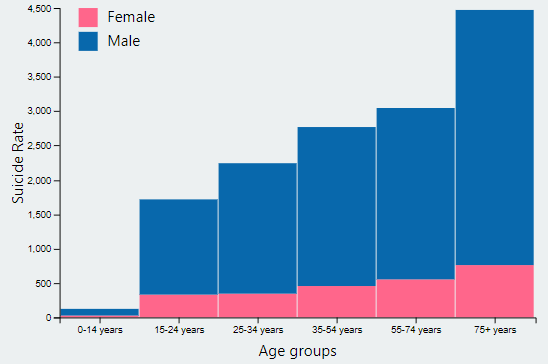 Female
Male
4,500
4,000
3,500
3,000
2,500
2,000
1,500
1,000
500
0
Suicide Rate
0-14 years
15-24 years
25-34 years
35-54 years
55-74 years
75+ years
Age groups